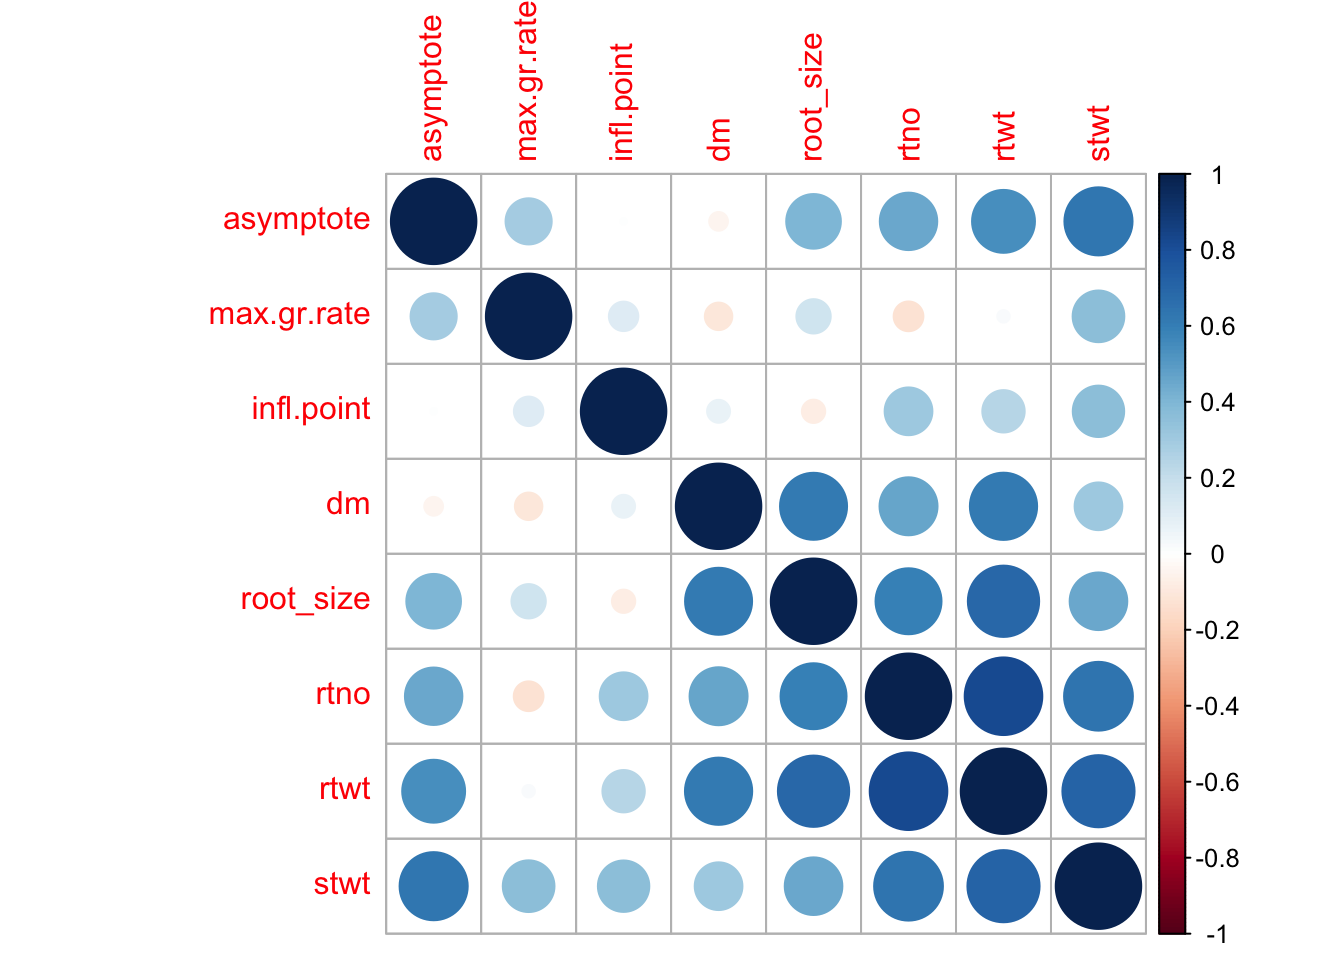 asymptote
max.gr.rate
infl.point
dm
root_size
rtno
rtwt
stwt
asymptote
max.gr.rate
infl.point
dm
root_size
rtno
rtwt
stwt
1
0.8
0.6
0.4
0.2
0
-0.2
-0.4
-0.6
-0.8
-1